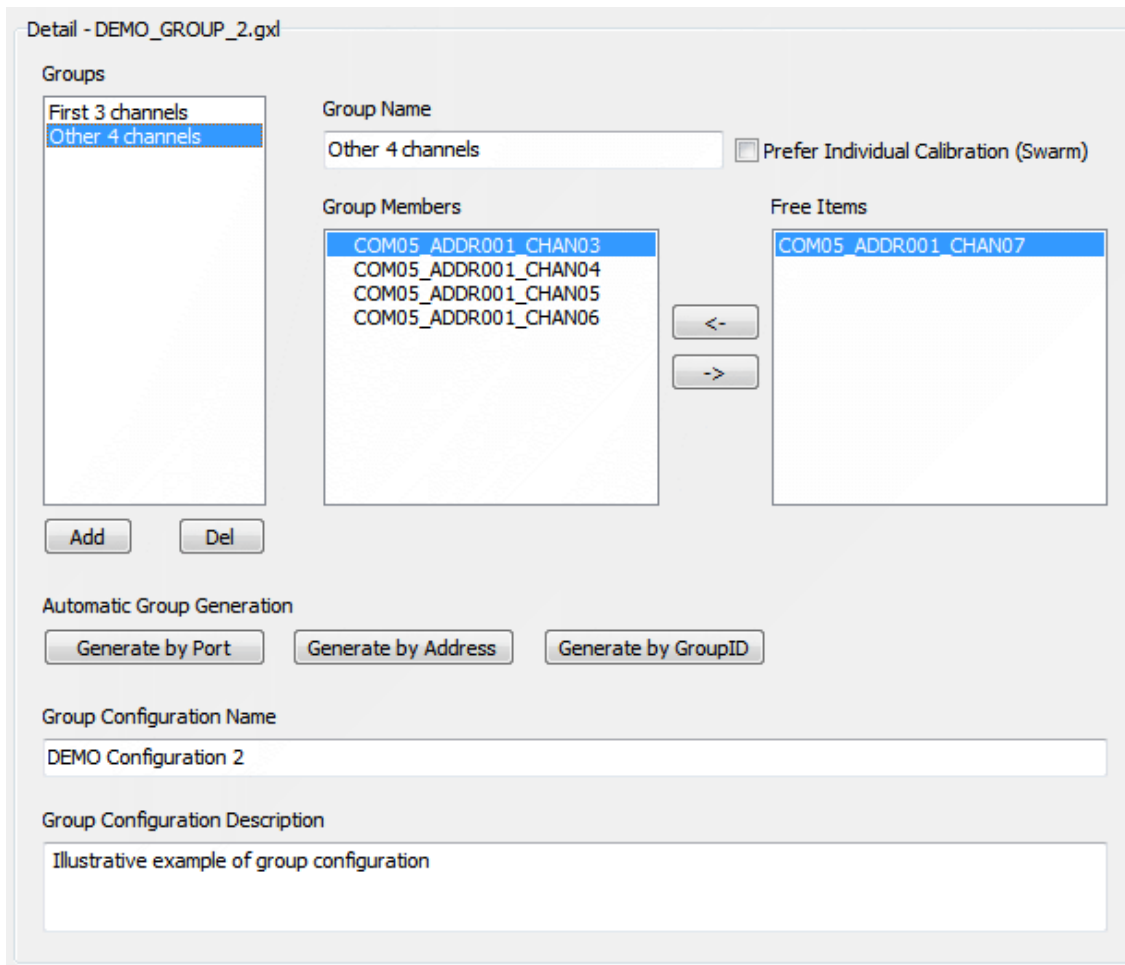 Detail - DEMO_GROUP_2.gxl
Groups
First 3 channels
Other 4 channels
Group Name
Other 4 channels
Prefer Individual Calibration (Swarm)
Group Members
COM05_ADDR001_CHAN03
COM05_ADDR001_CHAN04
COM05_ADDR001_CHAN05
COM05_ADDR001_CHAN06
<-
->
Free Items
COM05_ADDR001_CHAN07
Add
Del
Automatic Group Generation
Generate by Port
Generate by Address
Generate by GroupID
Group Configuration Name
DEMO Configuration 2
Group Configuration Description
Illustrative example of group configuration